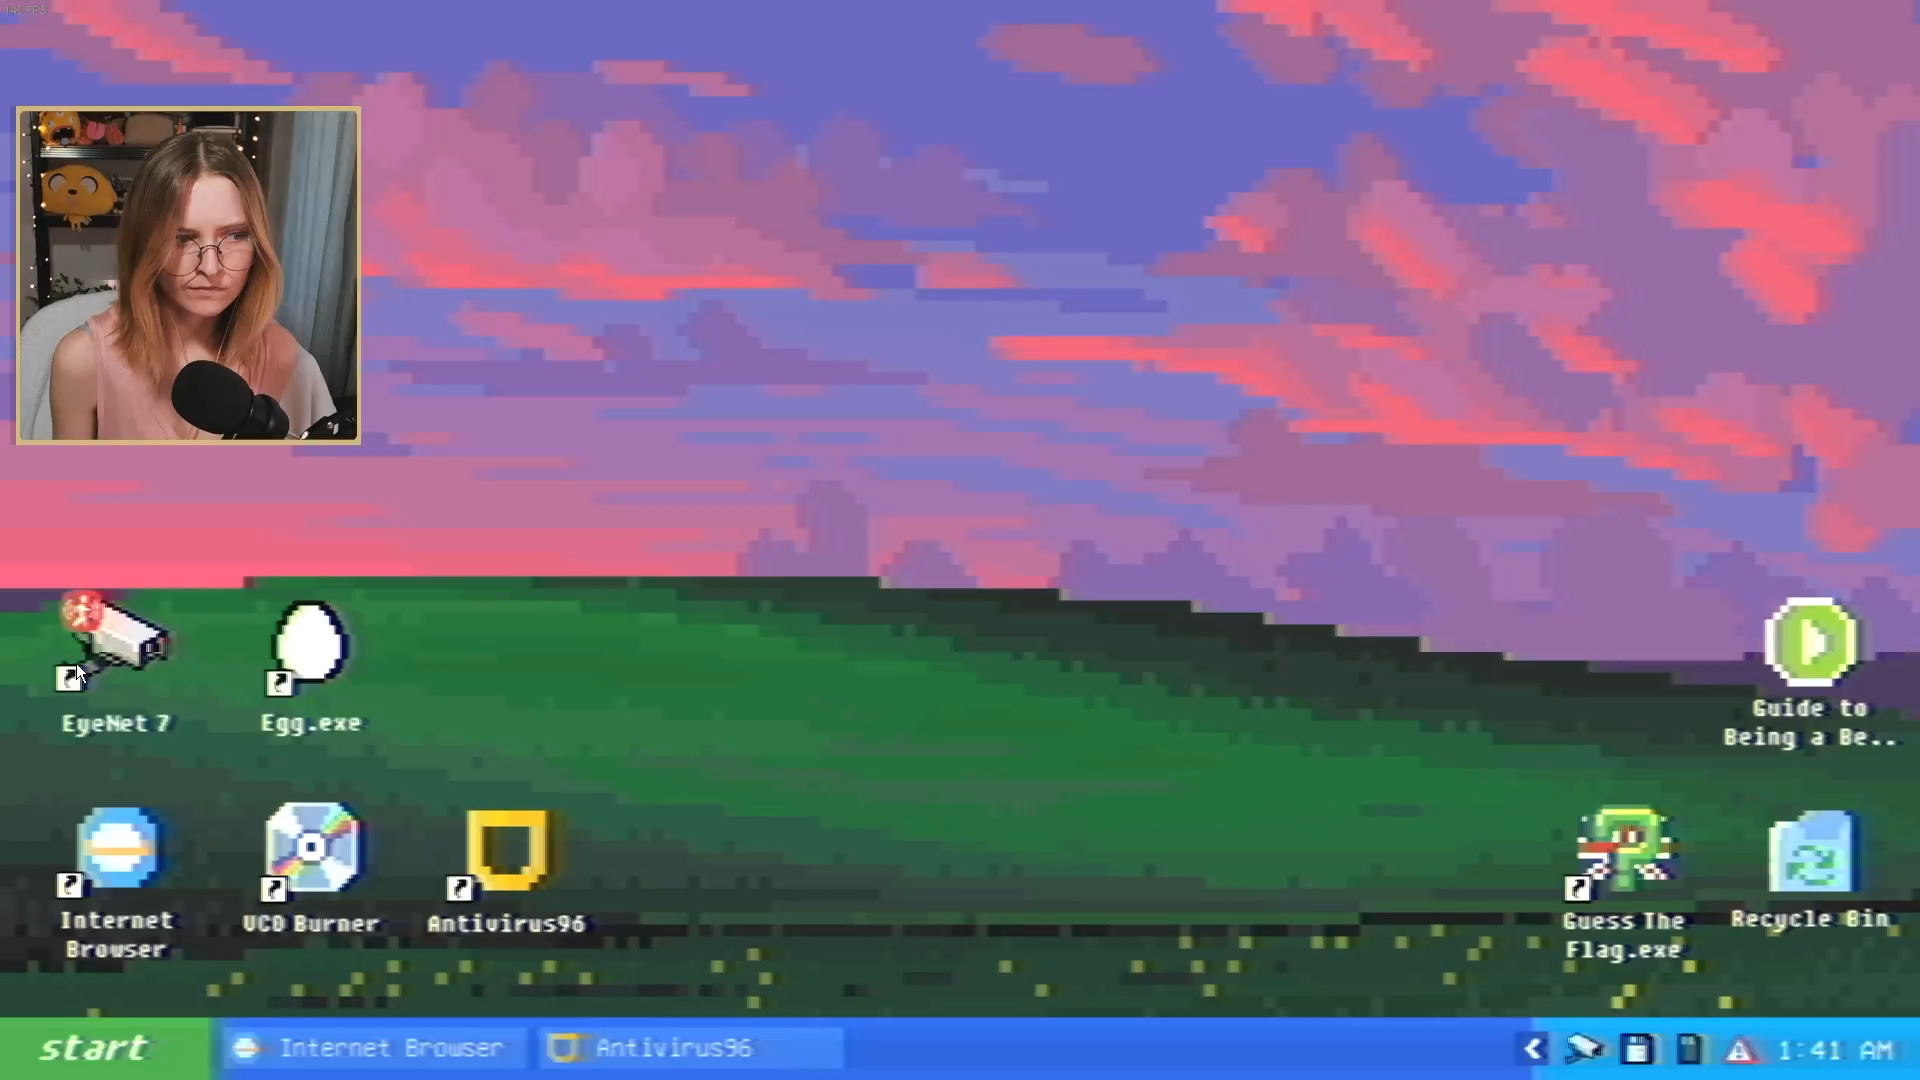 EyeNet 7
Egg.exe
Guide to
Being a Be..
Internet
Browser
VCD Burner
Antivirus96
Guess The
Flag.exe
Recycle Bin
start
Internet Browser
Antivirus96
1:41 AM